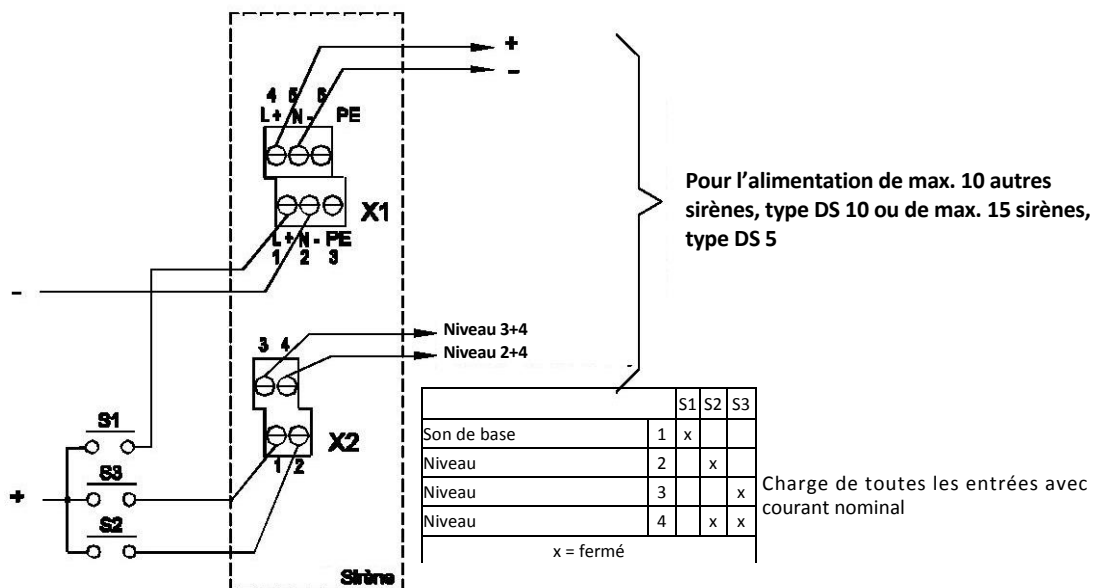 +
-
4 5 6
L+ N- PE
X1
L+ N- PE
1 2 3
-
Pour l'alimentation de max. 10 autres
sirènes, type DS 10 ou de max. 15 sirènes,
type DS 5
Niveau 3+4
Niveau 2+4
3 4
X2
1 2
S1
S3
+
S2
Sirène
S1 S2 S3
Son de base 1 x
Niveau 2 x
Niveau 3 x
Niveau 4 x x
x = fermé
Charge de toutes les entrées avec
courant nominal